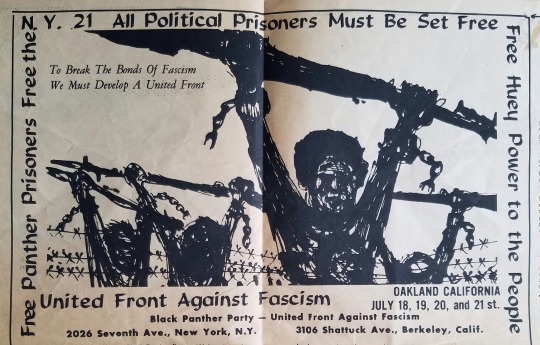 Free Panther Prisoners Free the
N.Y. 21 All Political Prisoners Must Be Set Free
Free Huey Power to the People
To Break The Bonds Of Fascism
We Must Develop A United Front
United Front Against Fascism
OAKLAND CALIFORNIA
JULY 18, 19, 20, and 21st.
Black Panther Party — United Front Against Fascism
2026 Seventh Ave., New York, N.Y. 3106 Shattuck Ave., Berkeley, Calif.